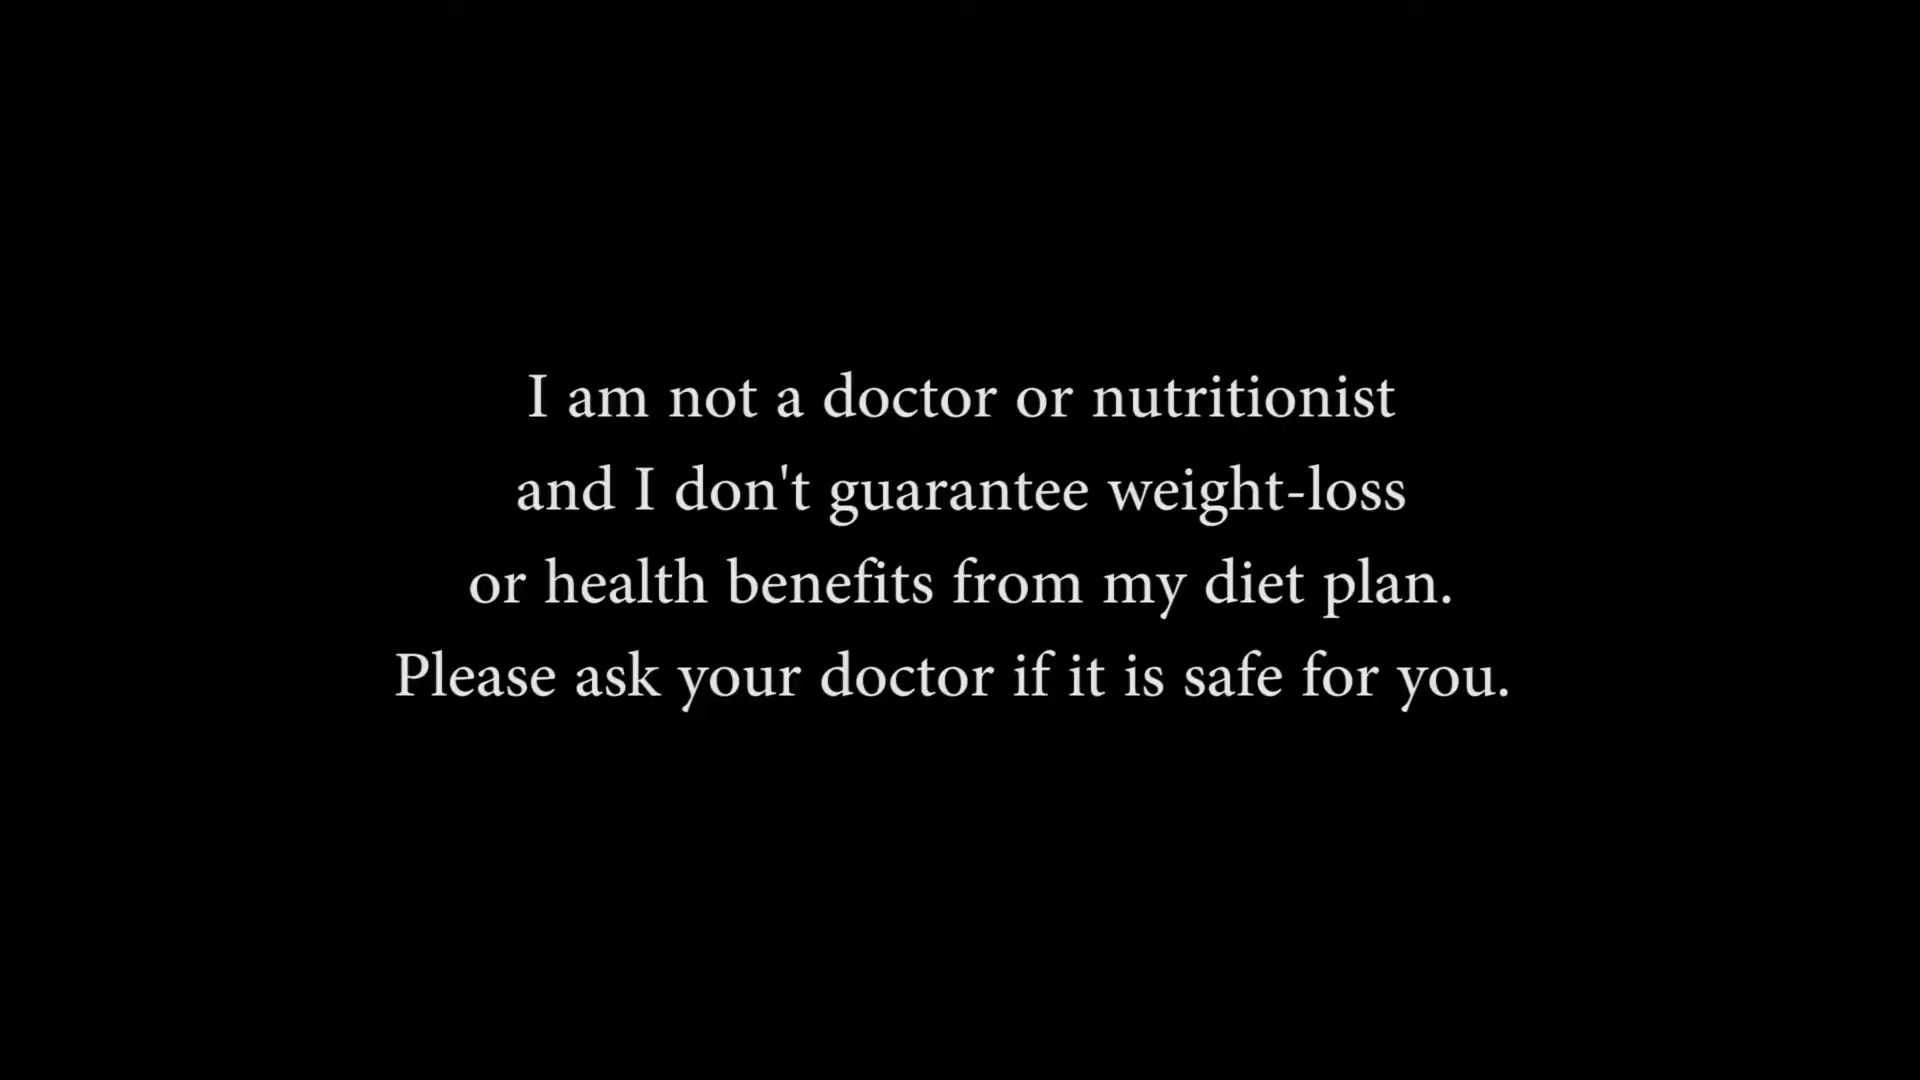 I am not a doctor or nutritionist
and I don't guarantee weight-loss
or health benefits from my diet plan.
Please ask your doctor if it is safe for you.